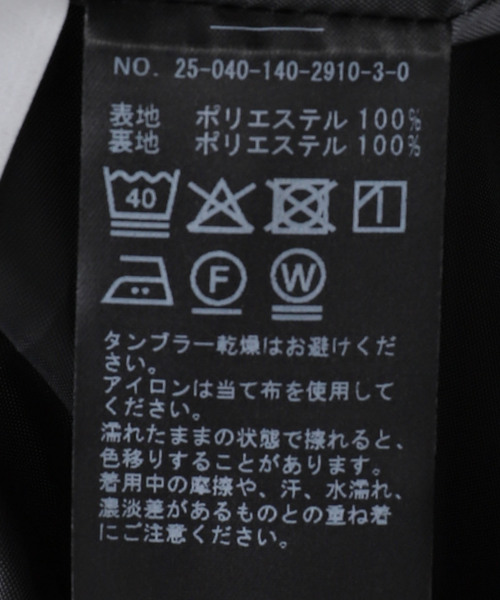 NO. 25-040-140-2910-3-0
表地 ポリエステル 100%
裏地 ポリエステル 100%
40
F W
タンブラー乾燥はお避けくだ
さい。
アイロンは当て布を使用して
ください。
濡れたままの状態で擦れると、
色移りすることがあります。
着用中の摩擦や、汗、水濡れ、
濃淡差があるものとの重ね着
にご注意ください。